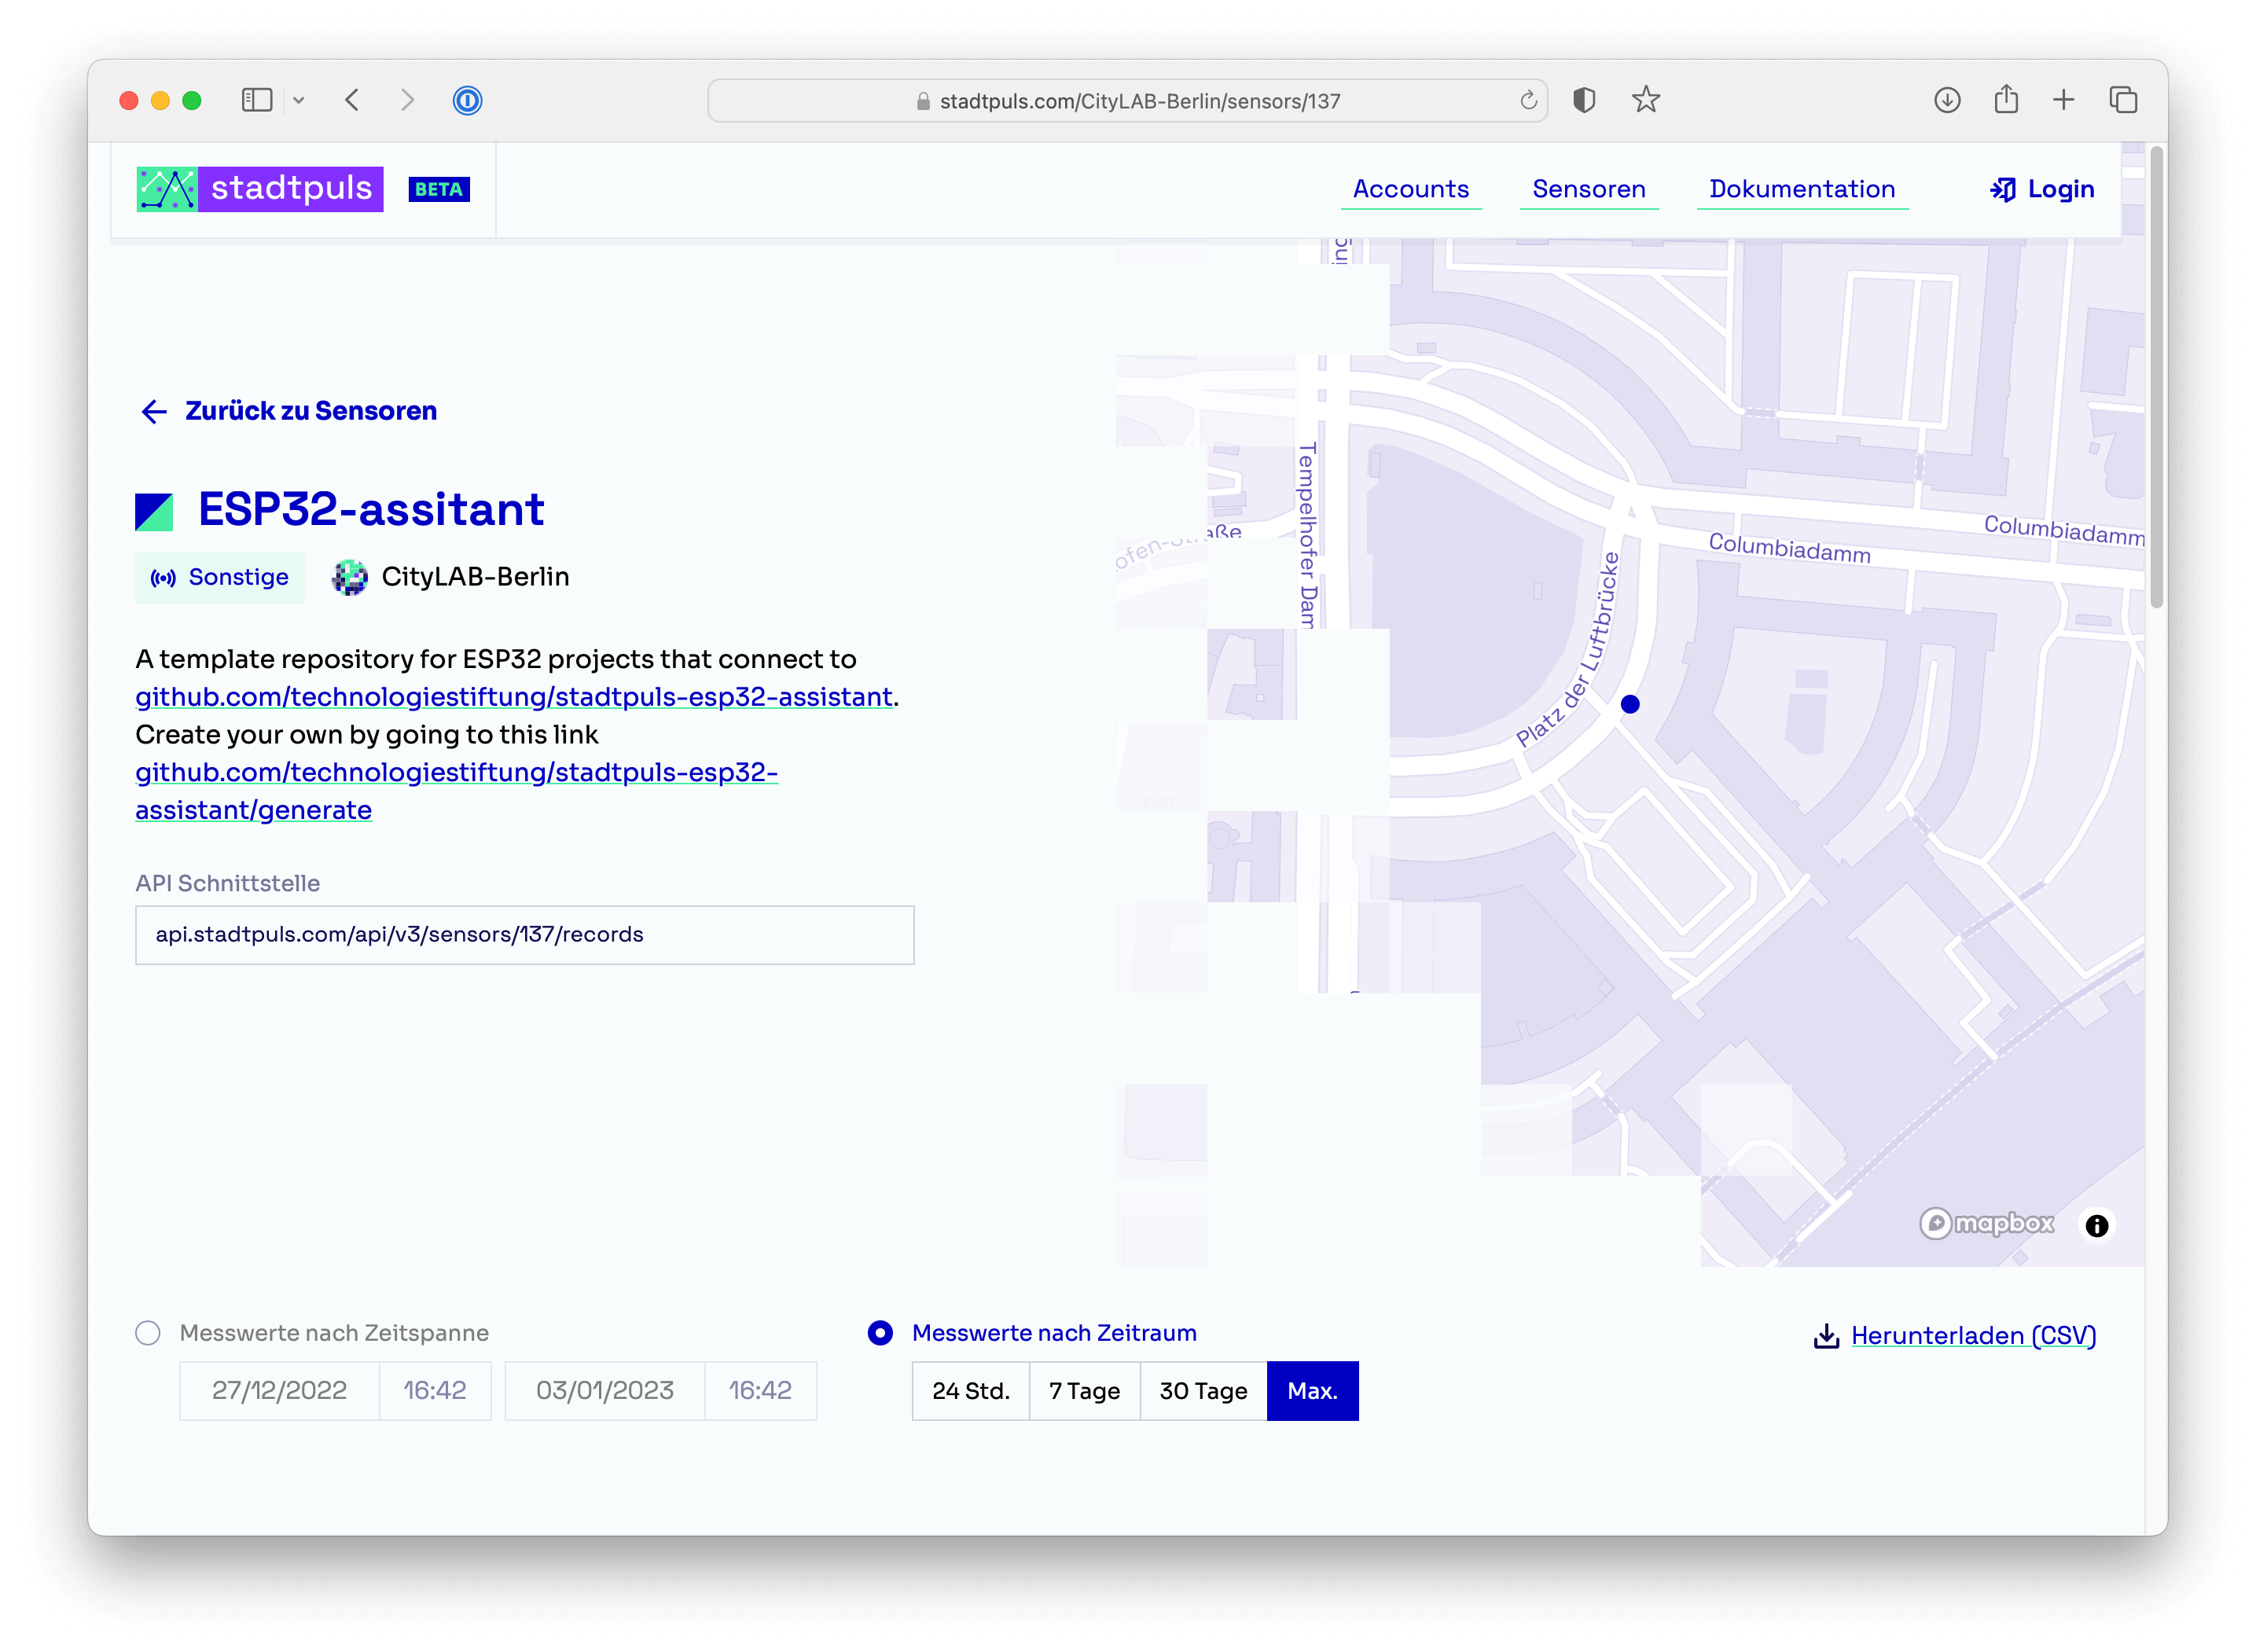 stadtpuls.com/CityLAB-Berlin/sensors/137
stadtpuls BETA
Accounts Sensoren Dokumentation Login
Zurück zu Sensoren
ESP32-assitant
Sonstige CityLAB-Berlin
A template repository for ESP32 projects that connect to
github.com/technologiestiftung/stadtpuls-esp32-assistant.
Create your own by going to this link
github.com/technologiestiftung/stadtpuls-esp32-
assistant/generate
API Schnittstelle
api.stadtpuls.com/api/v3/sensors/137/records
Tempelhofer Dam
ofen-Straße
Columbiadamm
Columbiadamm
Platz der Luftbrücke
mapbox
Messwerte nach Zeitspanne
27/12/2022 16:42 03/01/2023 16:42
Messwerte nach Zeitraum
24 Std. 7 Tage 30 Tage Max.
Herunterladen (CSV)